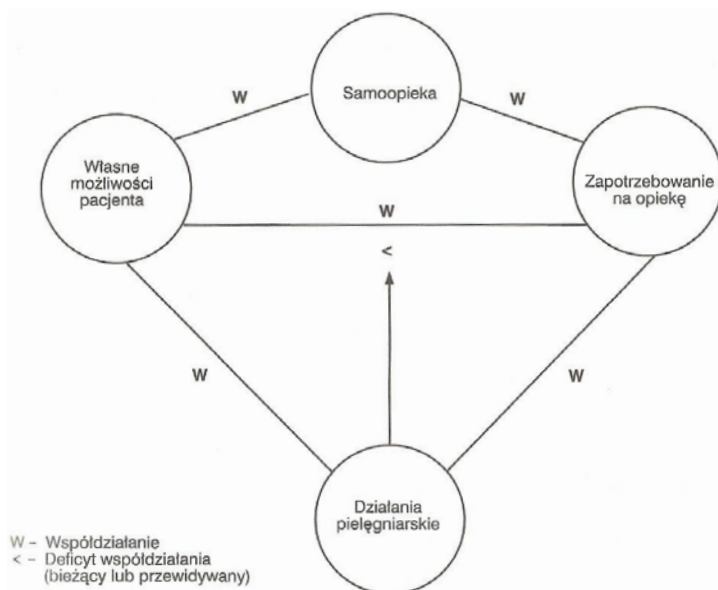 Samoopieka
W
W
Własne
możliwości
pacjenta
Zapotrzebowanie
na opiekę
W
<
W
W
Działania
pielęgniarskie
W – Współdziałanie
< – Deficyt współdziałania
(bieżący lub przewidywany)